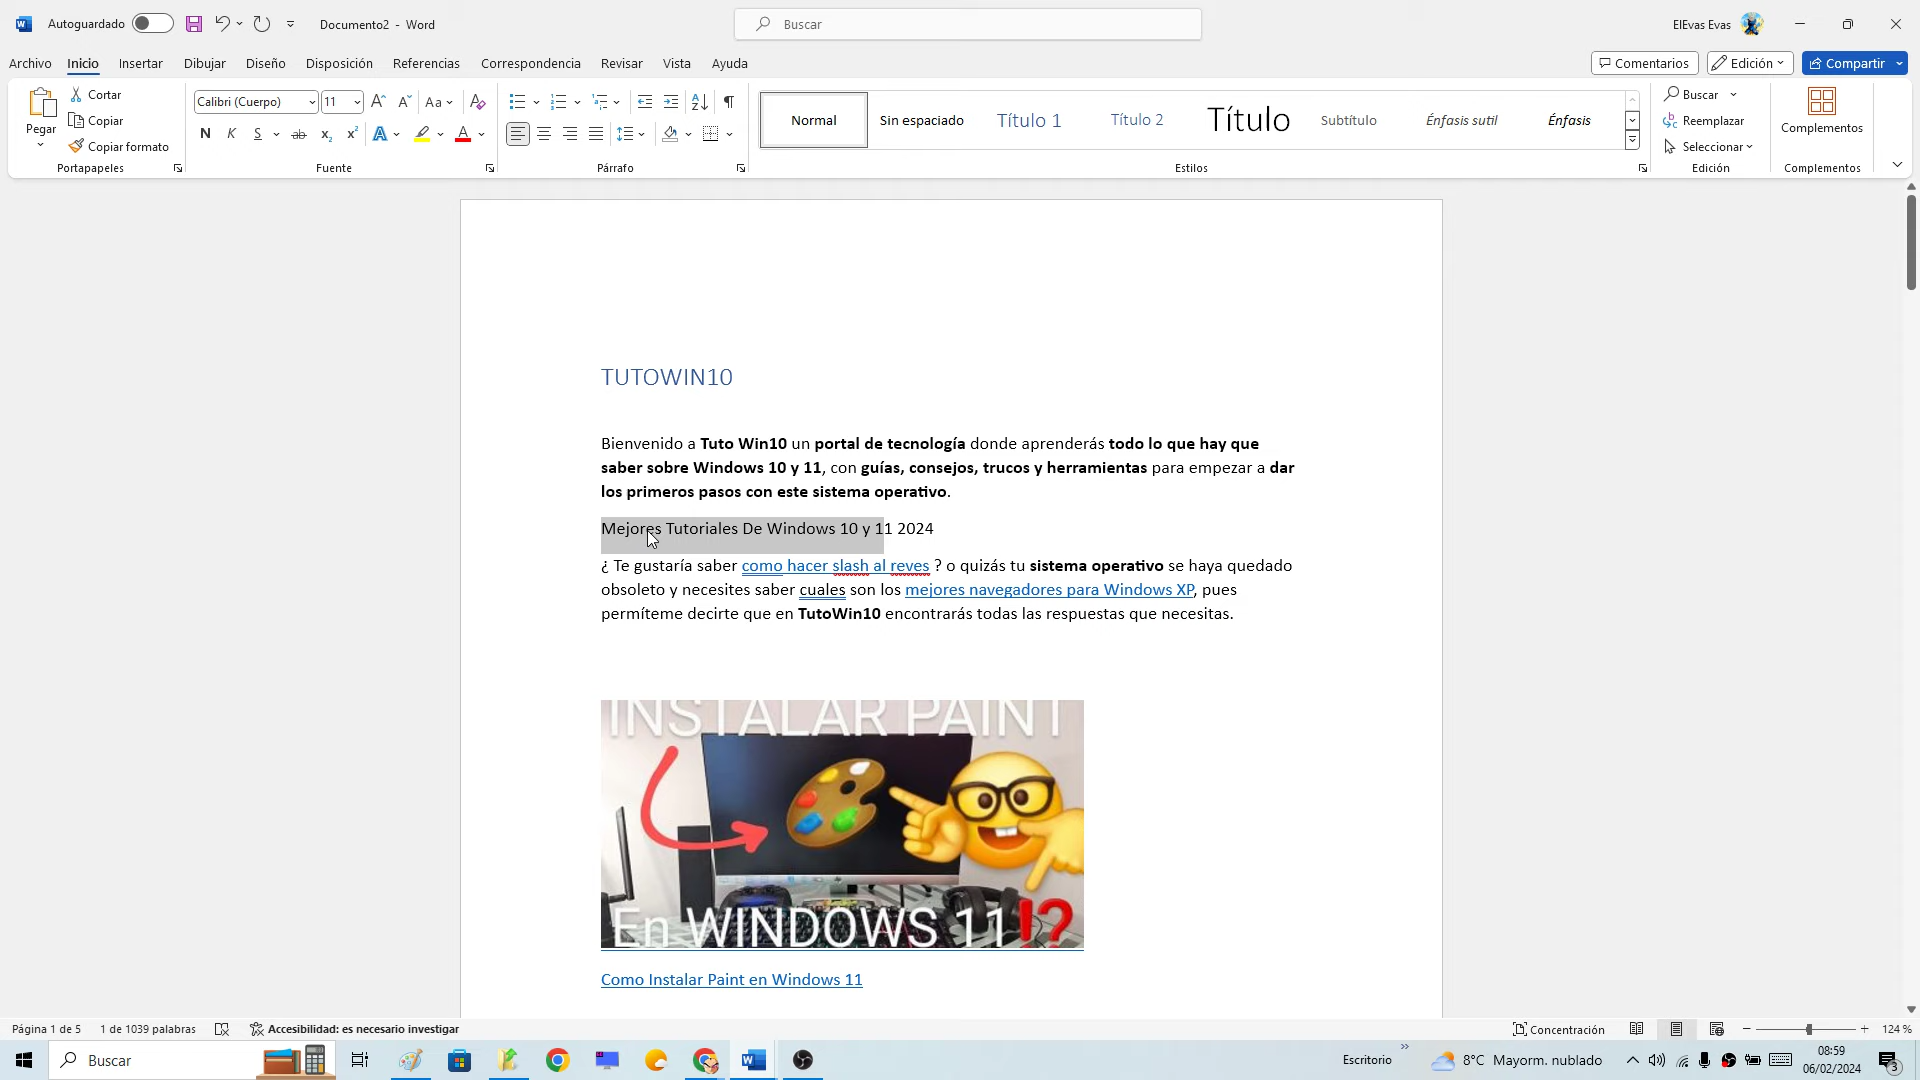 Autoguardado
Documento2 - Word
Buscar
ElEvas Evas
Archivo Inicio Insertar Dibujar Diseño Disposición Referencias Correspondencia Revisar Vista Ayuda
Comentarios Edición Compartir
Pegar
Cortar
Copiar
Copiar formato
Portapapeles
Calibri (Cuerpo) 11
Aa
N K S ab x₂ x² A A
Fuente
Párrafo
Normal Sin espaciado Título 1 Título 2 Título Subtítulo Énfasis sutil Énfasis
Estilos
Buscar
Reemplazar
Seleccionar
Edición
Complementos
Complementos
TUTOWIN10
Bienvenido a Tuto Win10 un portal de tecnología donde aprenderás todo lo que hay que
saber sobre Windows 10 y 11, con guías, consejos, trucos y herramientas para empezar a dar
los primeros pasos con este sistema operativo.
Mejores Tutoriales De Windows 10 y 11 2024
¿ Te gustaría saber como hacer slash al reves ? o quizás tu sistema operativo se haya quedado
obsoleto y necesites saber cuales son los mejores navegadores para Windows XP, pues
permíteme decirte que en TutoWin10 encontrarás todas las respuestas que necesitas.
INSTALAR PAINT
En WINDOWS 11⁉
Como Instalar Paint en Windows 11
Página 1 de 5 1 de 1039 palabras Accesibilidad: es necesario investigar
Concentración 124 %
Buscar
Escritorio
8°C Mayorm. nublado
08:59
06/02/2024
3